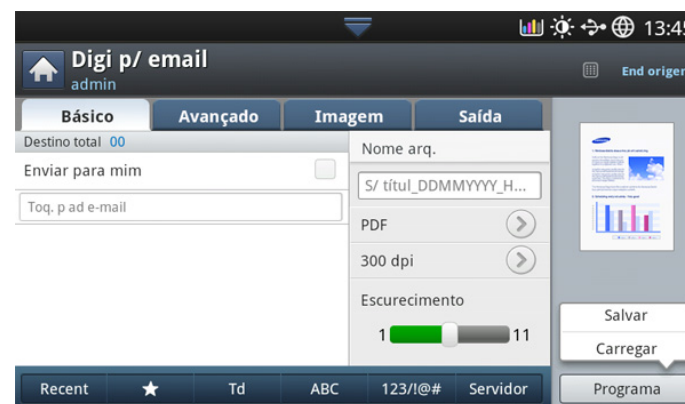 13:45
Digi p/ email
admin
End origem
Básico
Avançado
Imagem
Saída
Destino total 00
Enviar para mim
Toq. p ad e-mail
Nome arq.
S/ títul_DDMMYYYY_H...
PDF
300 dpi
Escurecimento
1
11
Salvar
Carregar
Programa
Recent
Td
ABC
123/!@#
Servidor